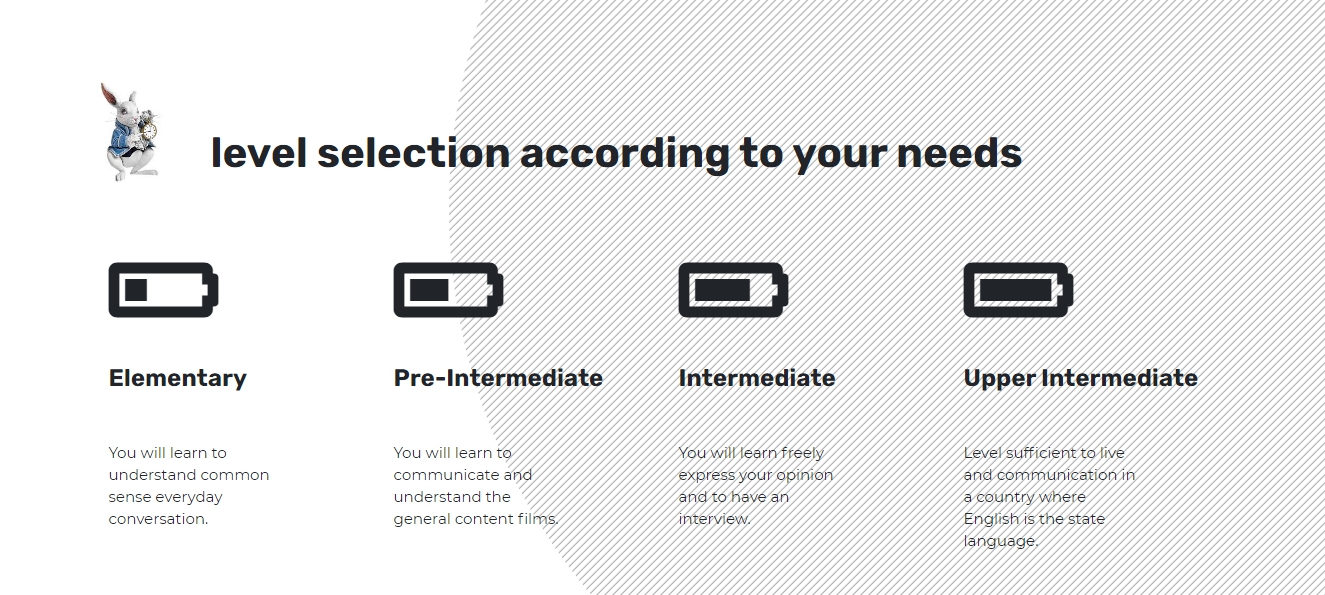 level selection according to your needs
Elementary
You will learn to
understand common
sense everyday
conversation.
Pre-Intermediate
You will learn to
communicate and
understand the
general content films.
Intermediate
You will learn freely
express your opinion
and to have an
interview.
Upper Intermediate
Level sufficient to live
and communication in
a country where
English is the state
language.